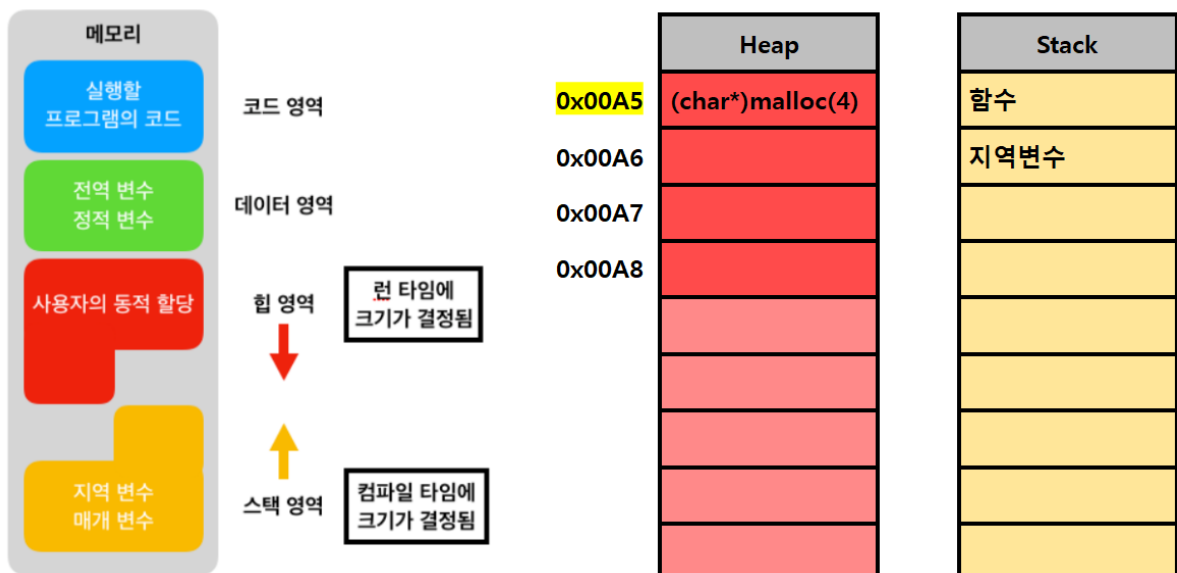 메모리
실행할
프로그램의 코드
코드 영역
전역 변수
정적 변수
데이터 영역
사용자의 동적 할당
힙 영역
런 타임에
크기가 결정됨
지역 변수
매개 변수
스택 영역
컴파일 타임에
크기가 결정됨
Heap
0x00A5 (char*)malloc(4)
0x00A6
0x00A7
0x00A8
Stack
함수
지역변수